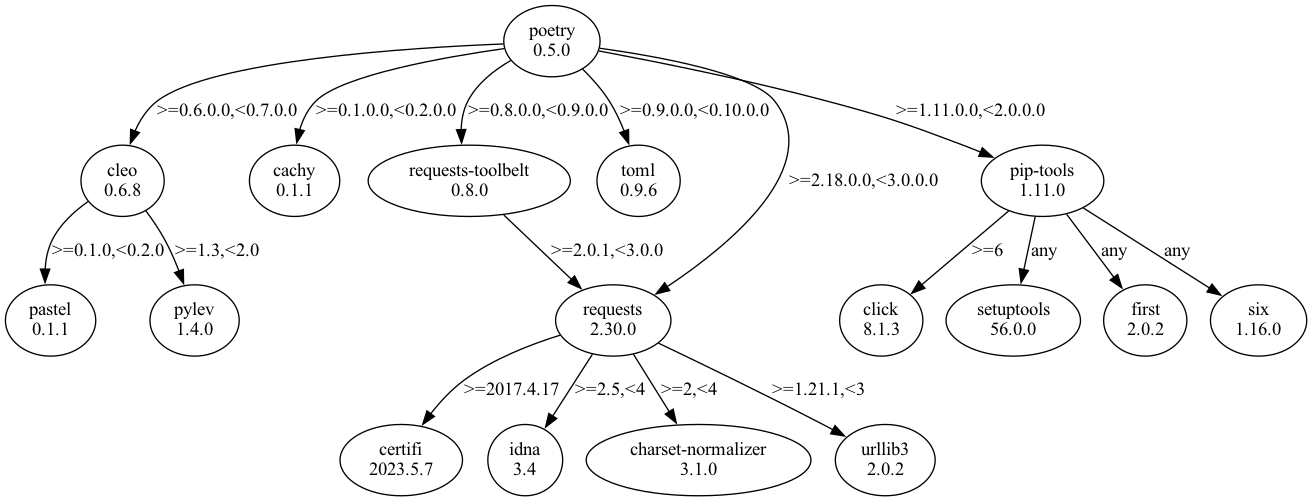 poetry
0.5.0
>=0.6.0.0,<0.7.0.0
>=0.1.0.0,<0.2.0.0
>=0.8.0.0,<0.9.0.0
>=0.9.0.0,<0.10.0.0
>=1.11.0.0,<2.0.0.0
cleo
0.6.8
cachy
0.1.1
requests-toolbelt
0.8.0
toml
0.9.6
>=2.18.0.0,<3.0.0.0
pip-tools
1.11.0
>=0.1.0,<0.2.0
>=1.3,<2.0
>=2.0.1,<3.0.0
>=6
any
any
any
pastel
0.1.1
pylev
1.4.0
requests
2.30.0
click
8.1.3
setuptools
56.0.0
first
2.0.2
six
1.16.0
>=2017.4.17
>=2.5,<4
>=2,<4
>=1.21.1,<3
certifi
2023.5.7
idna
3.4
charset-normalizer
3.1.0
urllib3
2.0.2